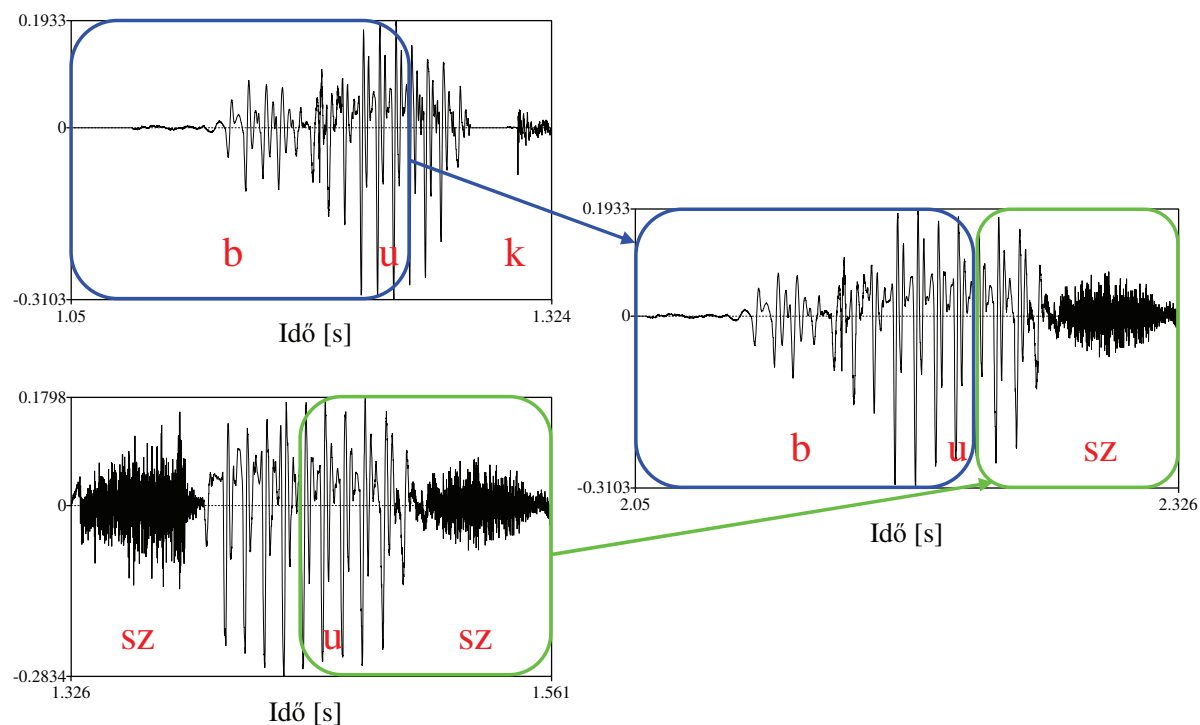 0.1933
0
b u k
-0.3103
1.05 1.324
Idő [s]
0.1798
0
sz u sz
-0.2834
1.326 1.561
Idő [s]
0.1933
0
b u sz
-0.3103
2.05 2.326
Idő [s]